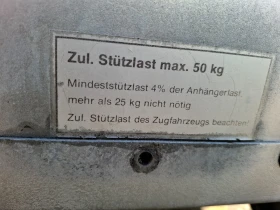 Zul. Stützlast max. 50 kg
Mindeststützlast 4% der Anhängerlast
mehr als 25 kg nicht nötig
Zul. Stützlast des Zugfahrzeugs beachten!